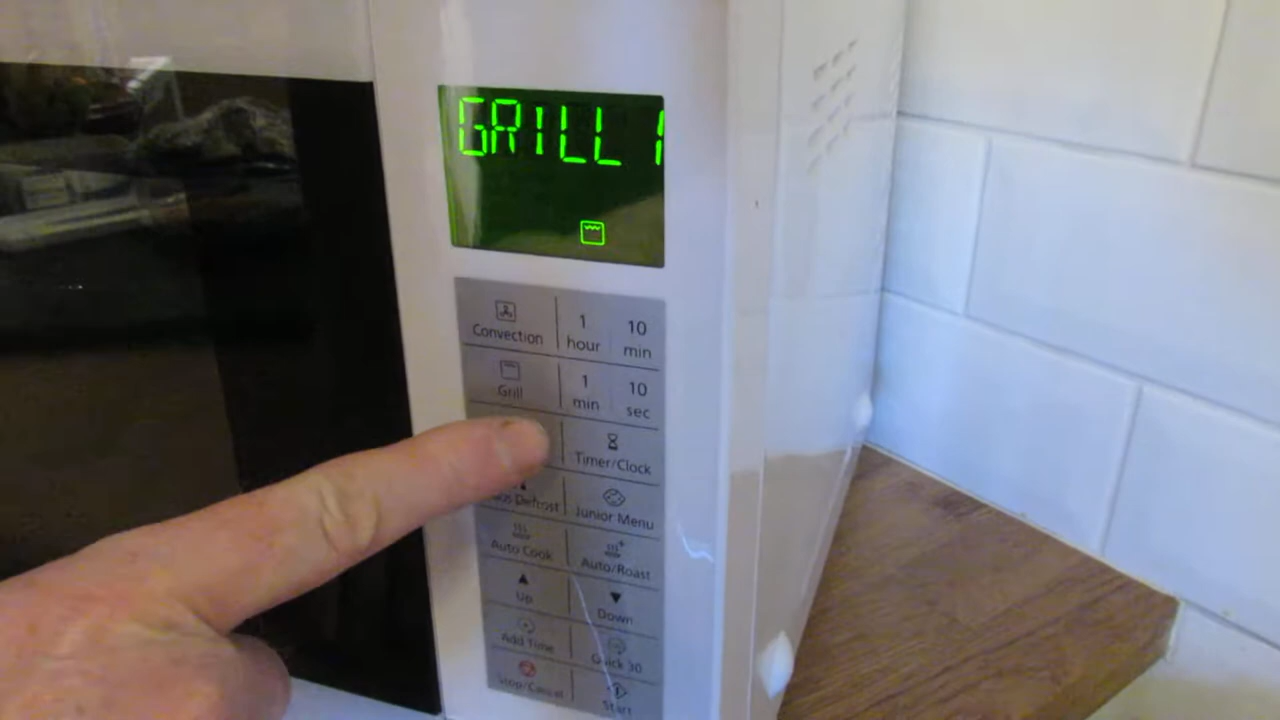 GRILL 1
Convection
1 hour
10 min
Grill
1 min
10 sec
Timer/Clock
Defrost
Junior Menu
Auto Cook
Auto/Roast
Up
Down
Add Time
Quick 30
Stop/Cancel
Start